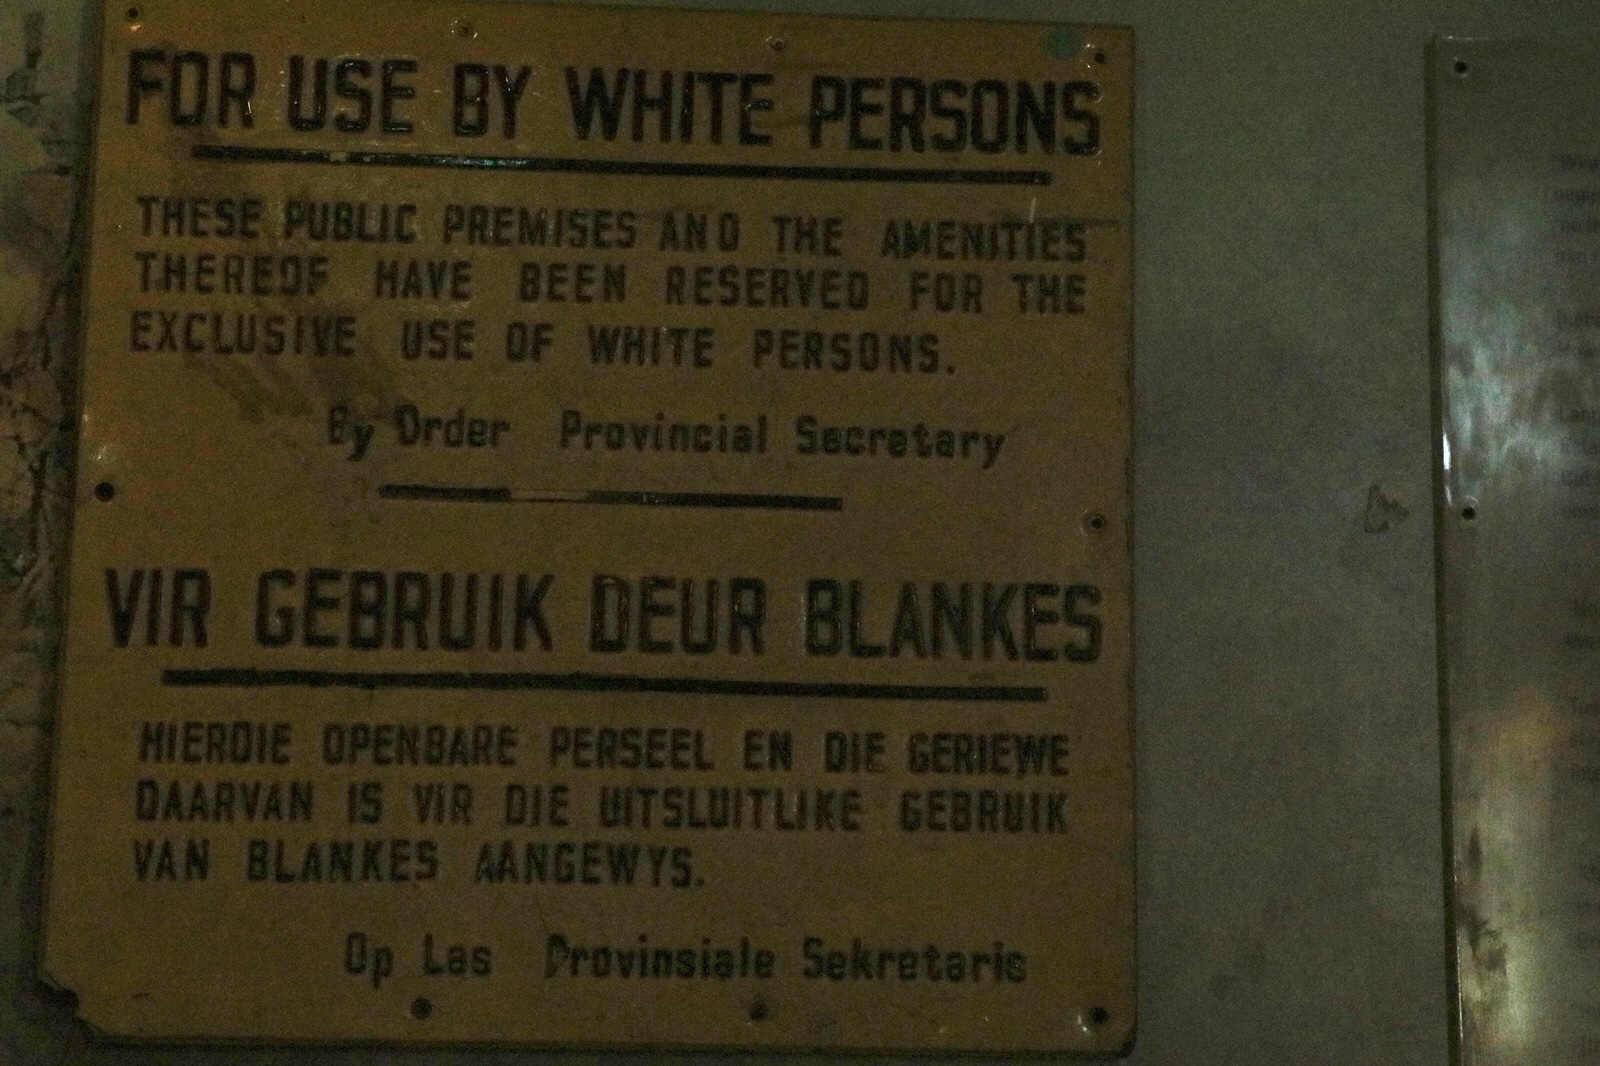 FOR USE BY WHITE PERSONS
THESE PUBLIC PREMISES AND THE AMENITIES
THEREOF HAVE BEEN RESERVED FOR THE
EXCLUSIVE USE OF WHITE PERSONS.
By Order Provincial Secretary
VIR GEBRUIK DEUR BLANKES
HIERDIE OPENBARE PERSEEL EN DIE GERIEWE
DAARVAN IS VIR DIE UITSLUITLIKE GEBRUIK
VAN BLANKES AANGEWYS.
Op Las Provinsiale Sekretaris